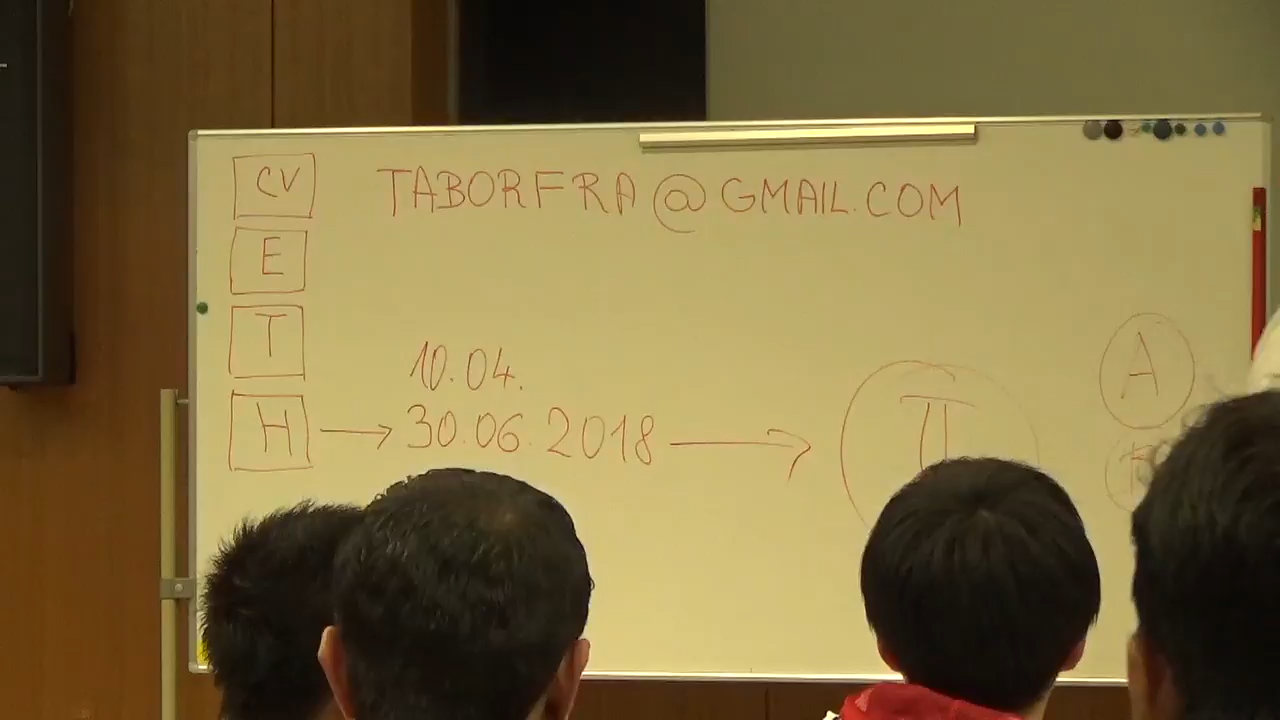 CV TABORFRA@GMAIL.COM
E
T
10.04.
H → 30.06.2018 →
A